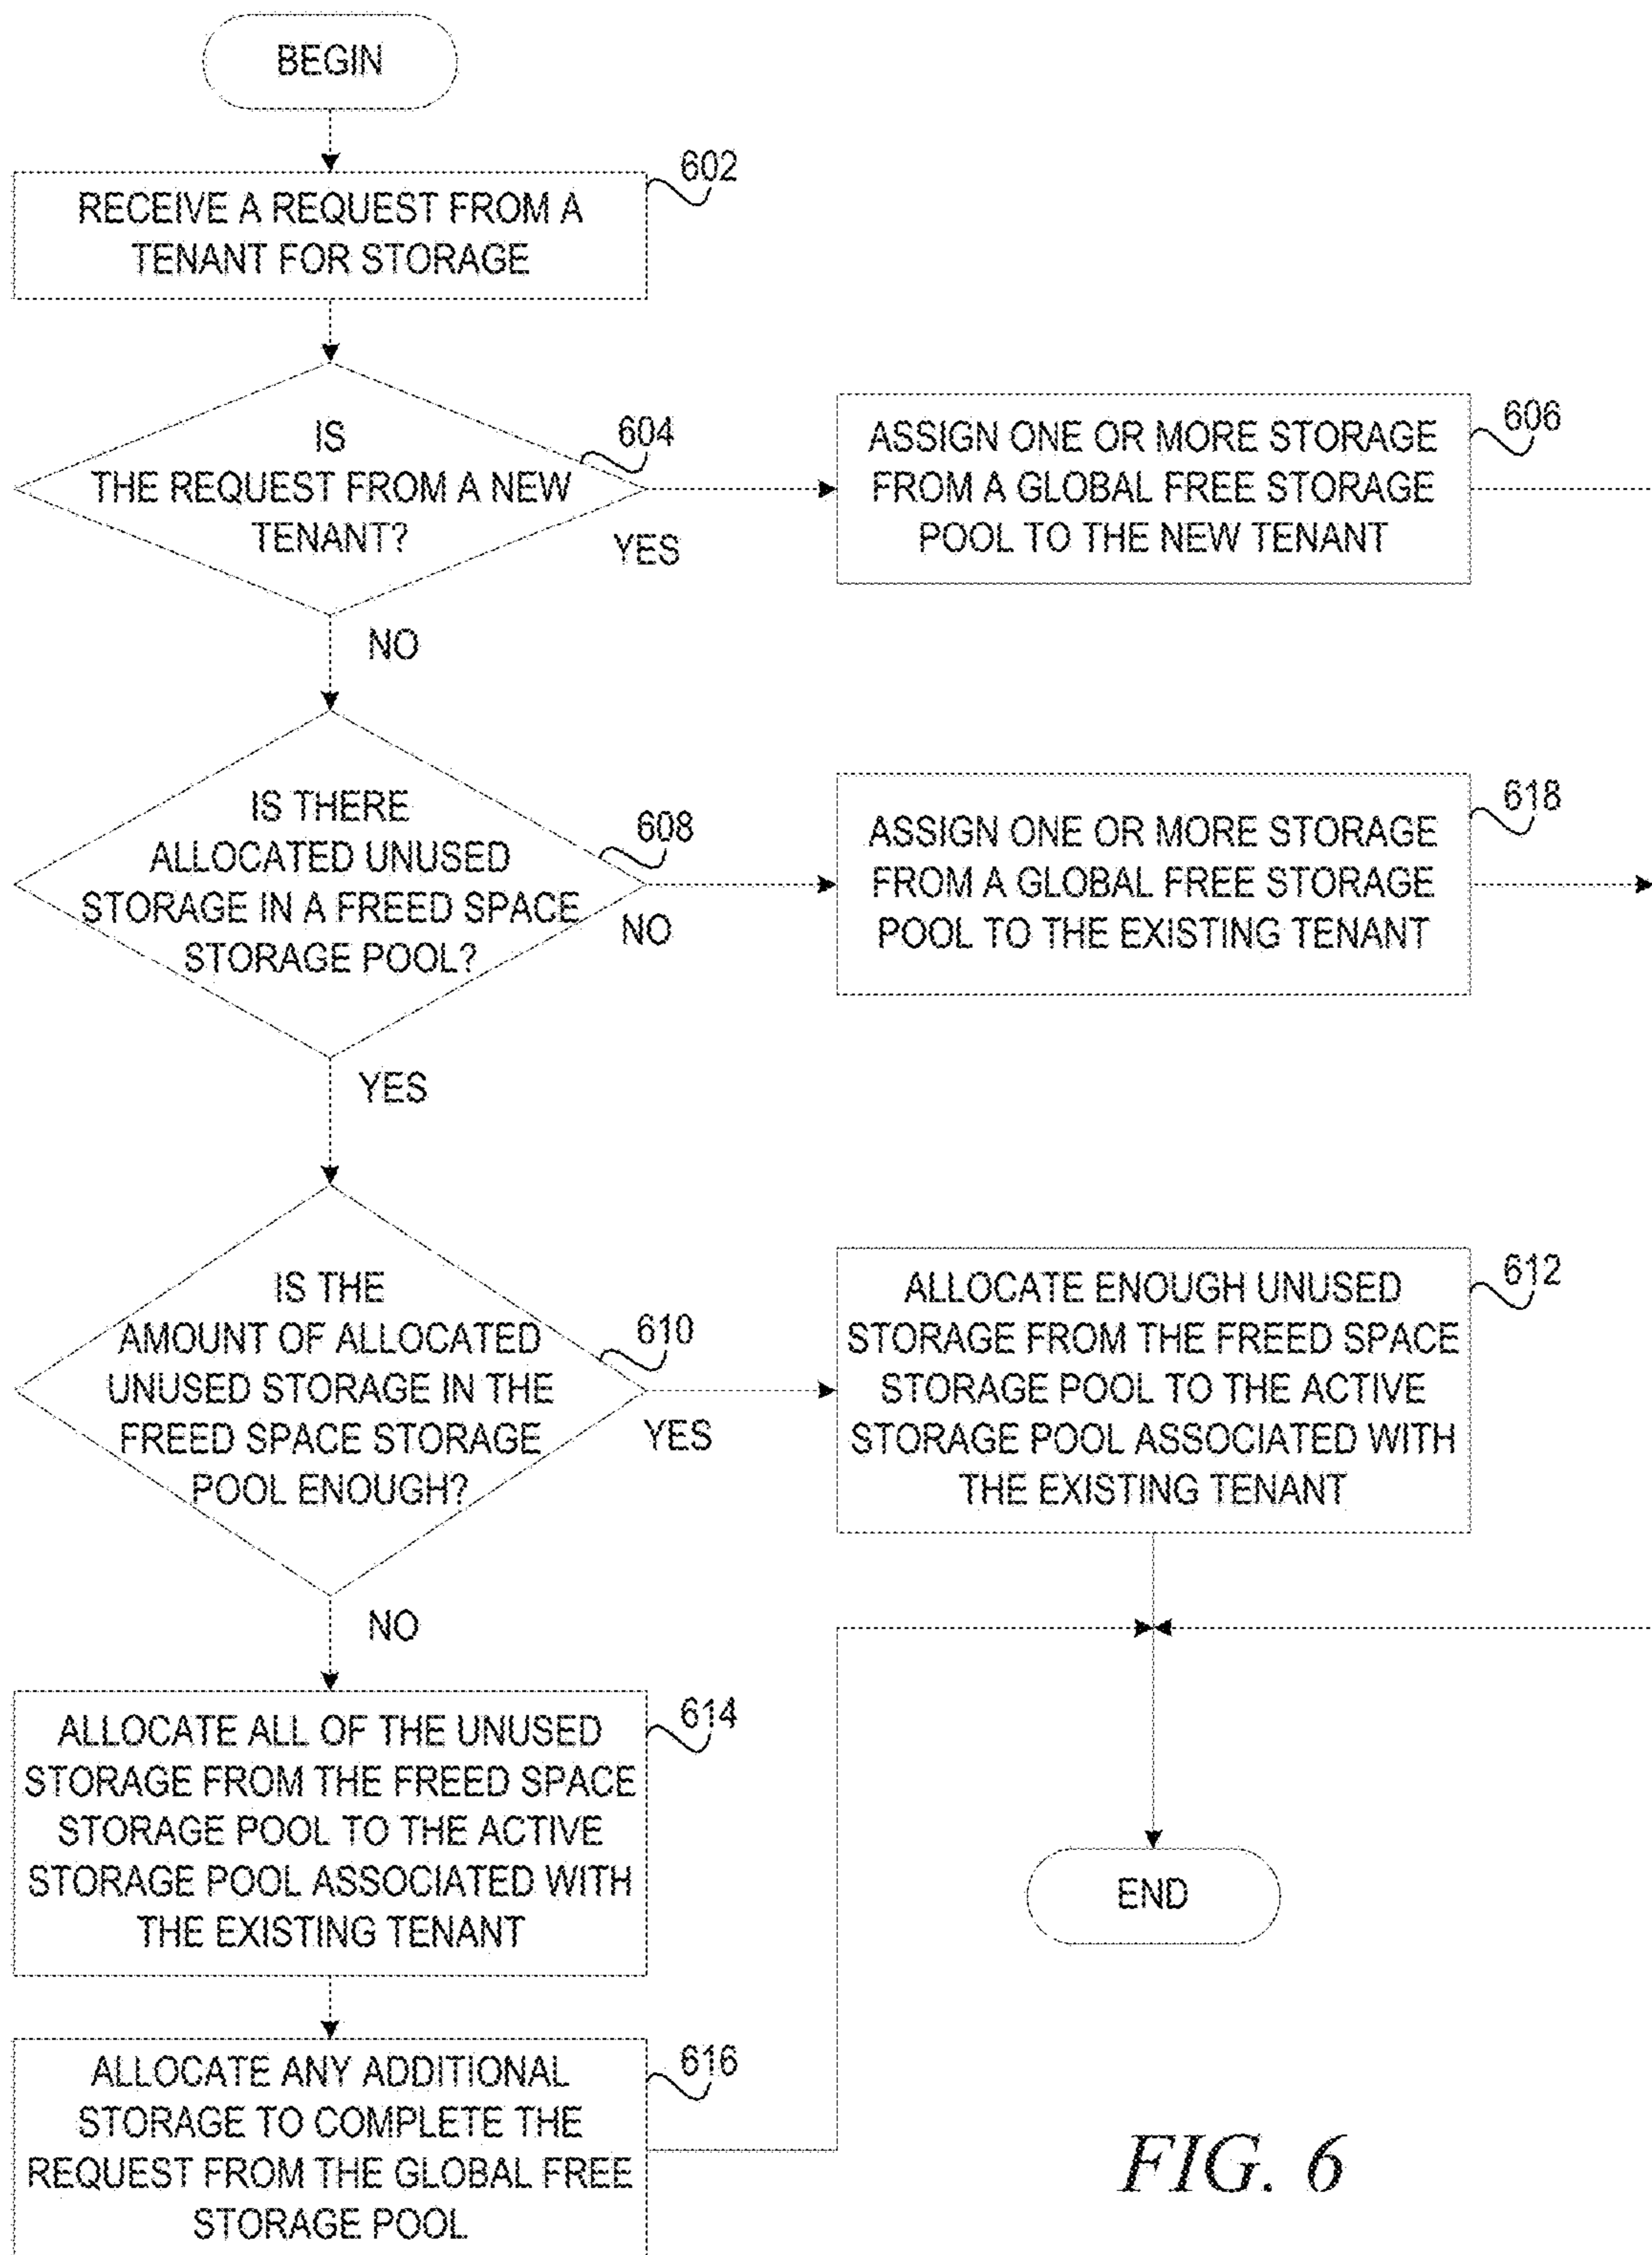 BEGIN
602
RECEIVE A REQUEST FROM A
TENANT FOR STORAGE
IS
THE REQUEST FROM A NEW
TENANT?
604
YES
NO
ASSIGN ONE OR MORE STORAGE
FROM A GLOBAL FREE STORAGE
POOL TO THE NEW TENANT
606
IS THERE
ALLOCATED UNUSED
STORAGE IN A FREED SPACE
STORAGE POOL?
608
NO
YES
ASSIGN ONE OR MORE STORAGE
FROM A GLOBAL FREE STORAGE
POOL TO THE EXISTING TENANT
618
IS THE
AMOUNT OF ALLOCATED
UNUSED STORAGE IN THE
FREED SPACE STORAGE
POOL ENOUGH?
610
YES
NO
ALLOCATE ENOUGH UNUSED
STORAGE FROM THE FREED SPACE
STORAGE POOL TO THE ACTIVE
STORAGE POOL ASSOCIATED WITH
THE EXISTING TENANT
612
ALLOCATE ALL OF THE UNUSED
STORAGE FROM THE FREED SPACE
STORAGE POOL TO THE ACTIVE
STORAGE POOL ASSOCIATED WITH
THE EXISTING TENANT
614
END
ALLOCATE ANY ADDITIONAL
STORAGE TO COMPLETE THE
REQUEST FROM THE GLOBAL FREE
STORAGE POOL
616
FIG. 6